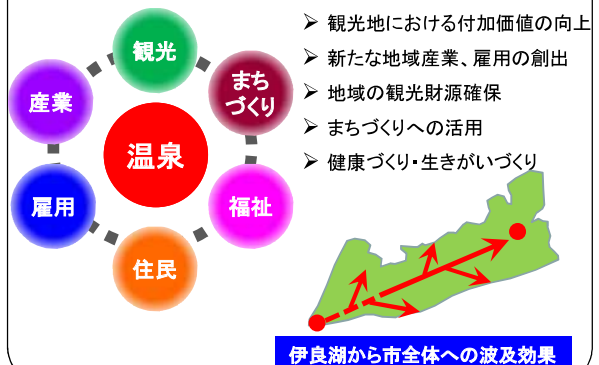 観光
まち
づくり
産業
温泉
雇用
福祉
住民
➢ 観光地における付加価値の向上
➢ 新たな地域産業、雇用の創出
➢ 地域の観光財源確保
➢ まちづくりへの活用
➢ 健康づくり・生きがいづくり
伊良湖から市全体への波及効果